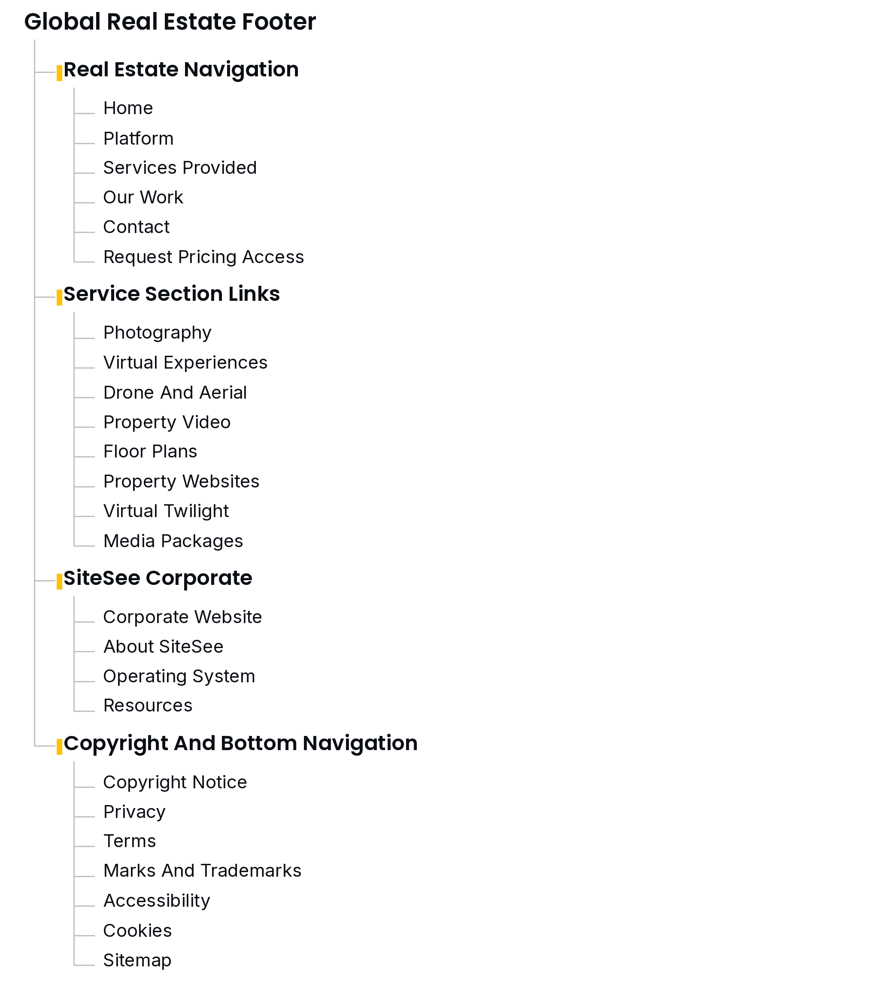 Global Real Estate Footer
Real Estate Navigation
Home
Platform
Services Provided
Our Work
Contact
Request Pricing Access
Service Section Links
Photography
Virtual Experiences
Drone And Aerial
Property Video
Floor Plans
Property Websites
Virtual Twilight
Media Packages
SiteSee Corporate
Corporate Website
About SiteSee
Operating System
Resources
Copyright And Bottom Navigation
Copyright Notice
Privacy
Terms
Marks And Trademarks
Accessibility
Cookies
Sitemap